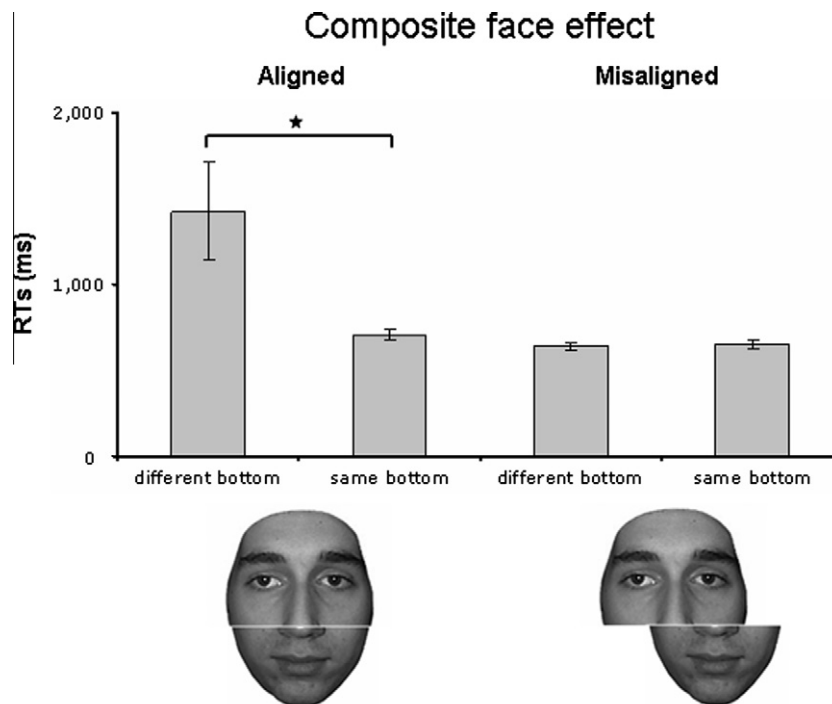 Composite face effect
Aligned Misaligned
2,000
★
1,000
RTs (ms)
0
different bottom same bottom different bottom same bottom